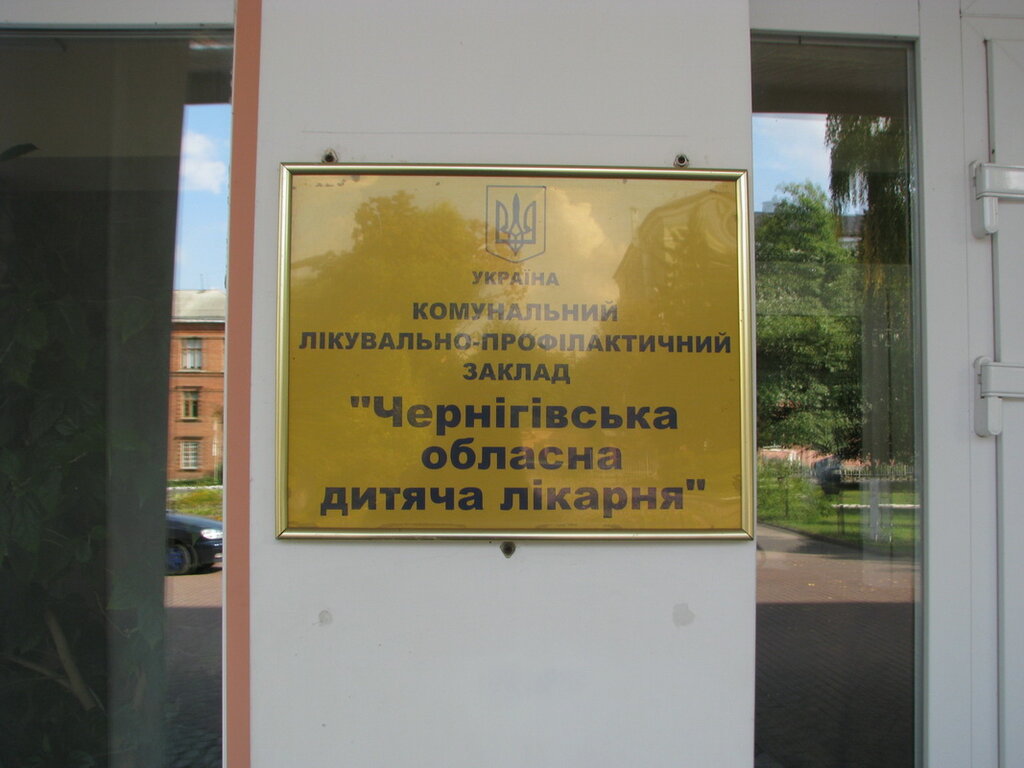 УКРАЇНА
КОМУНАЛЬНИЙ
ЛІКУВАЛЬНО-ПРОФІЛАКТИЧНИЙ
ЗАКЛАД
"Чернігівська
обласна
дитяча лікарня"